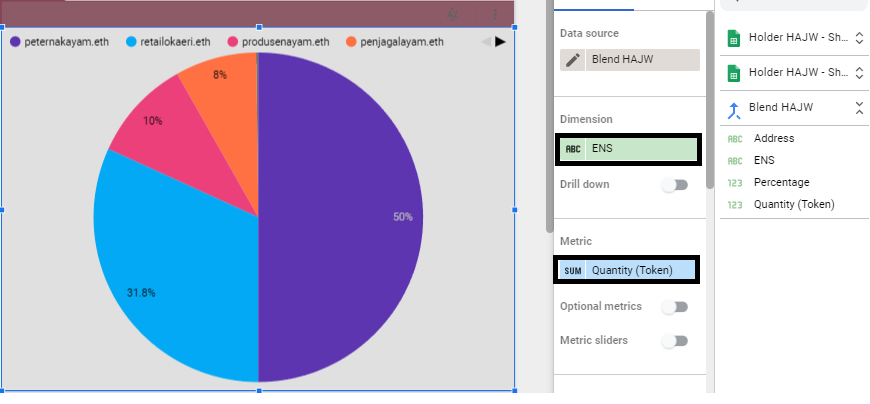 peternakayam.eth
retailokaeri.eth
produsenayam.eth
penjagalayam.eth
8%
10%
50%
31.8%
Data source
Blend HAJW
Dimension
ABC ENS
Drill down
Metric
SUM Quantity (Token)
Optional metrics
Metric sliders
Holder HAJW - Sh...
Holder HAJW - Sh...
Blend HAJW
ABC Address
ABC ENS
123 Percentage
123 Quantity (Token)